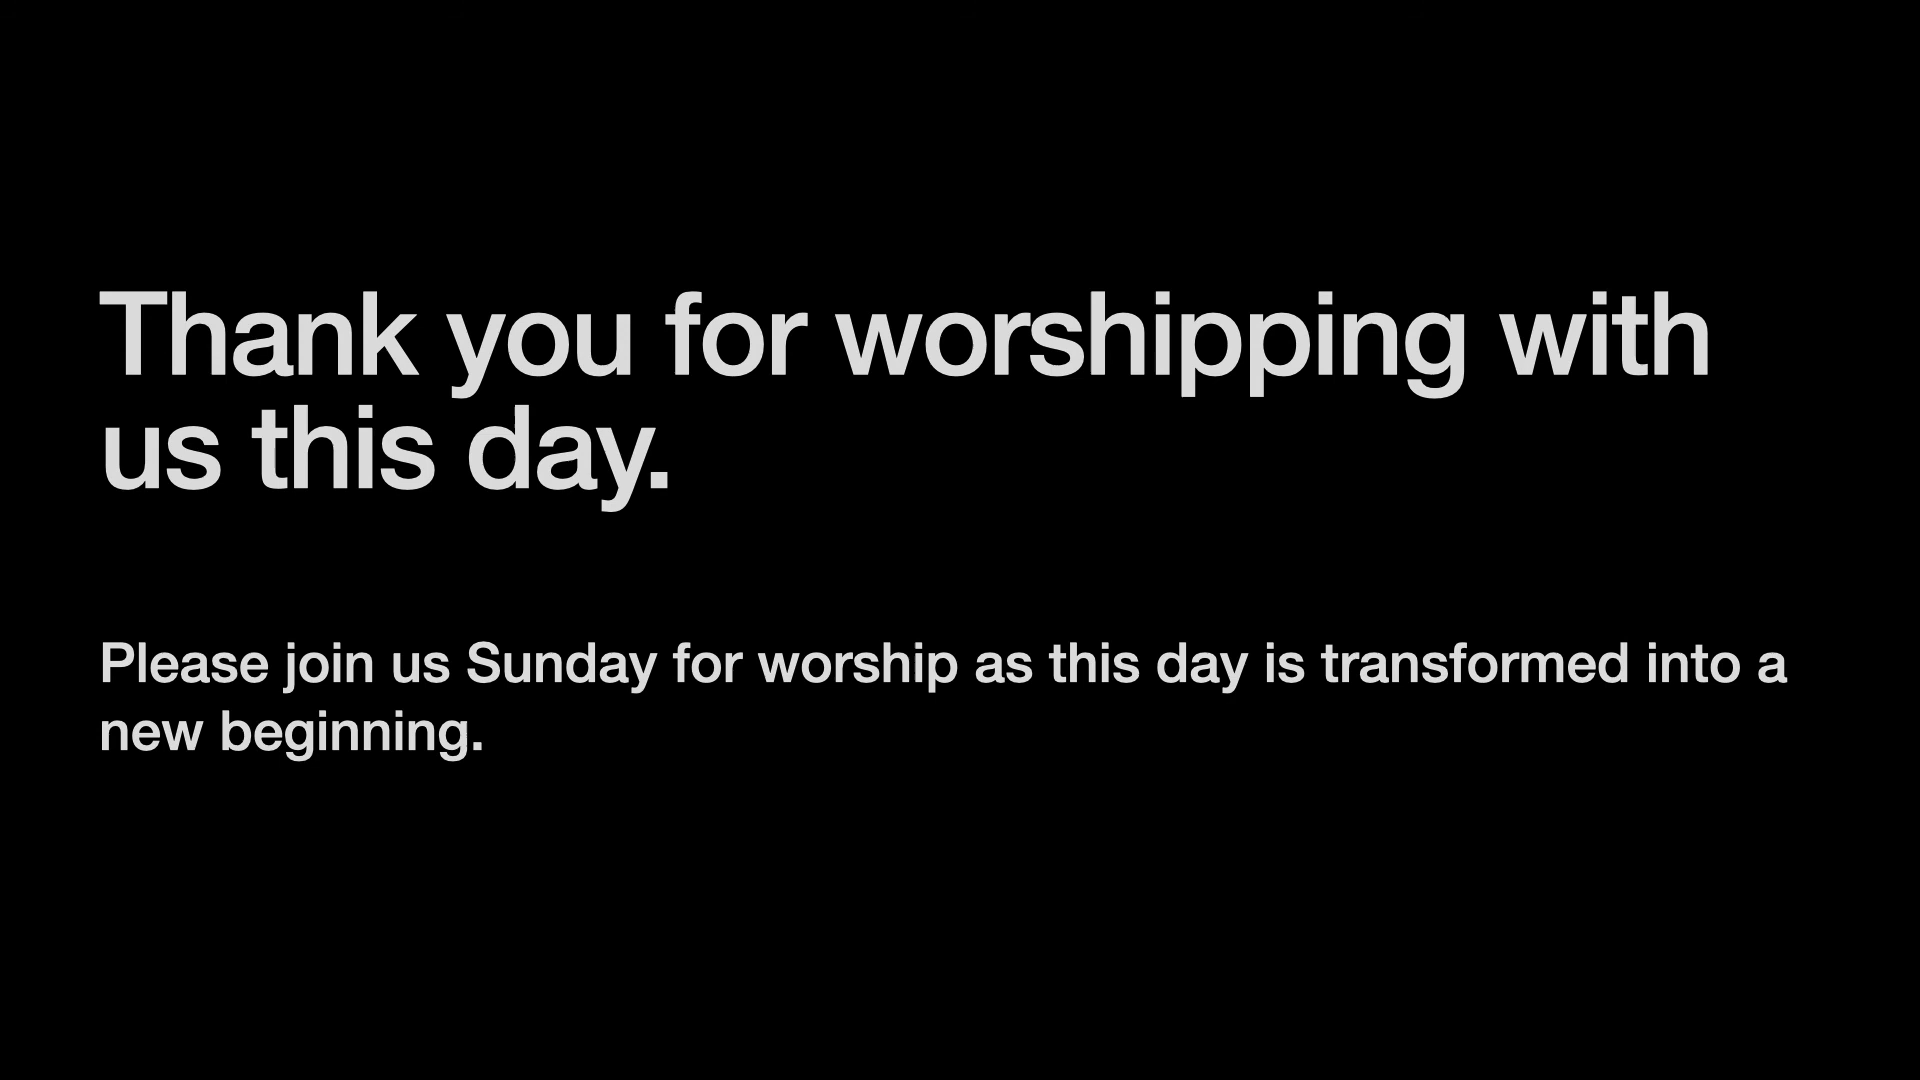 Thank you for worshipping with
us this day.
Please join us Sunday for worship as this day is transformed into a
new beginning.